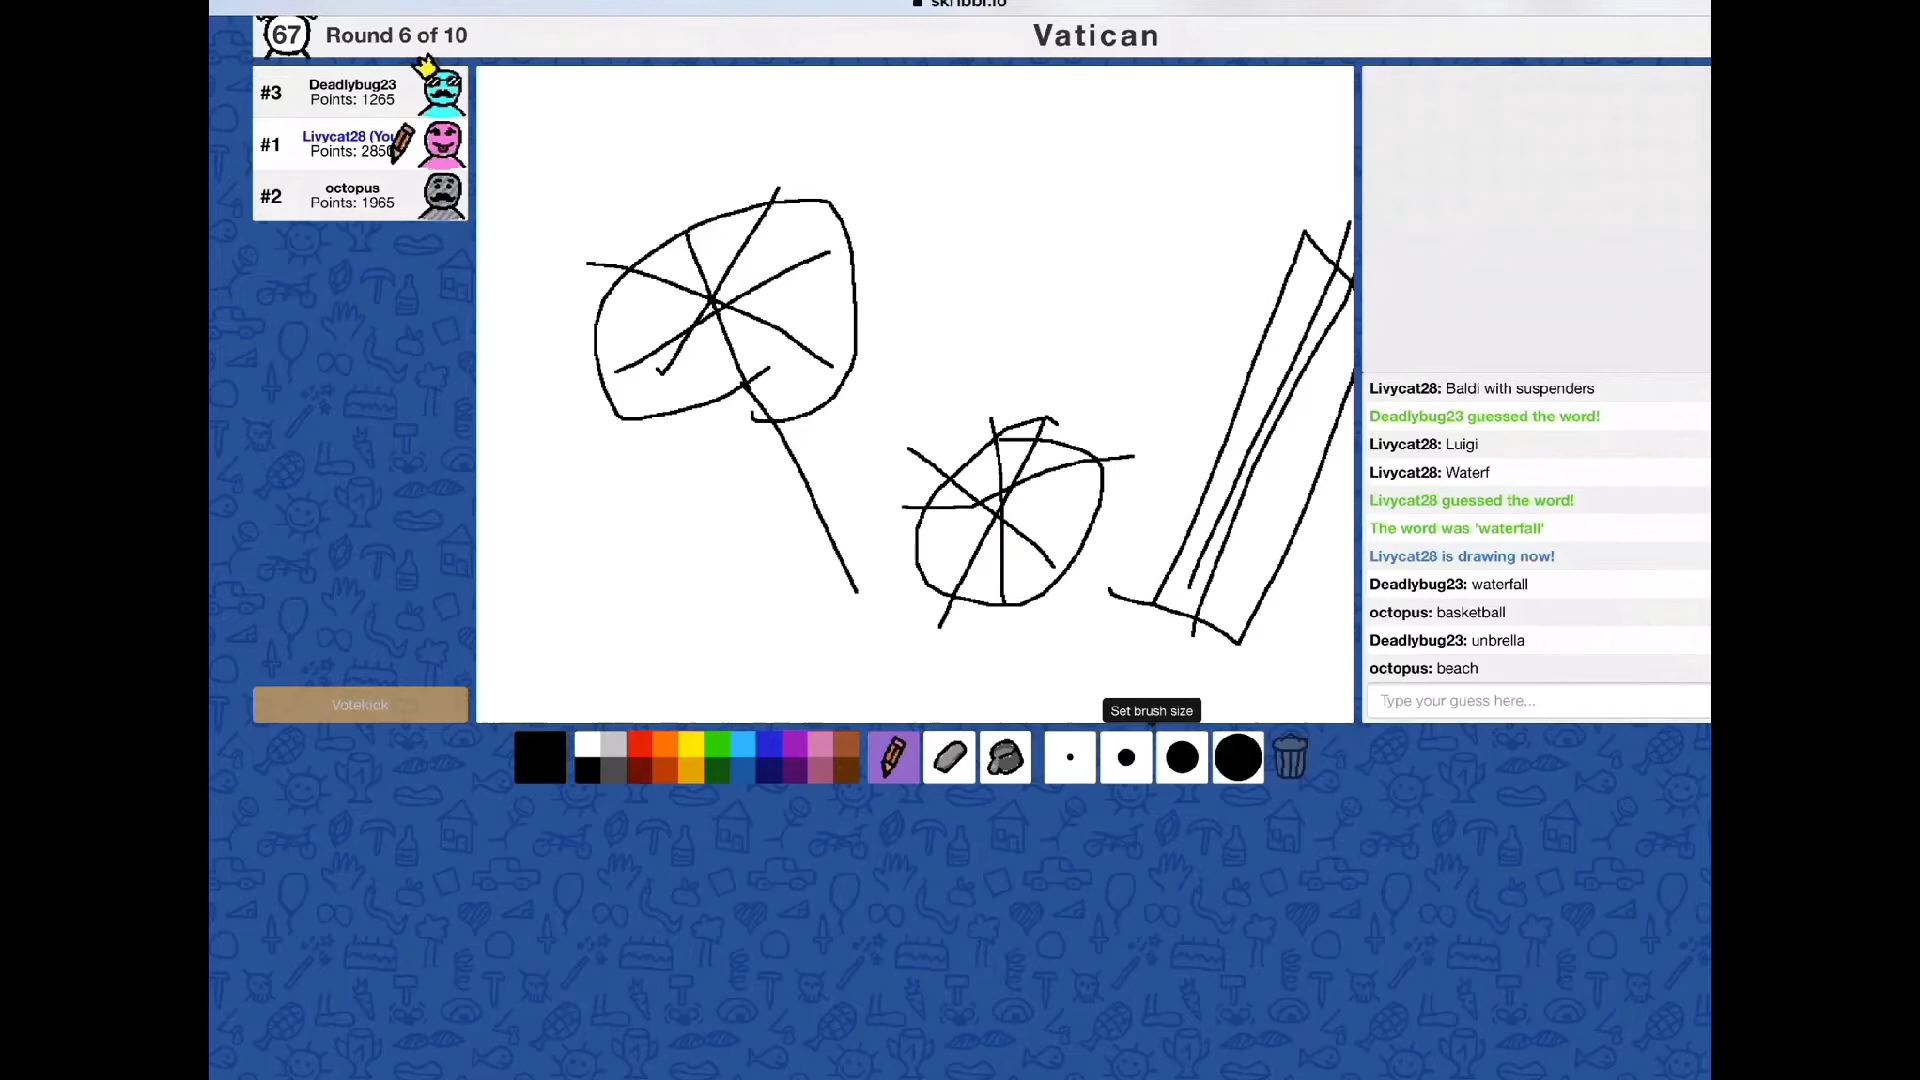 skribbl.io
67
Round 6 of 10
Vatican
#3
Deadlybug23
Points: 1265
#1
Livycat28 (You
Points: 2850
#2
octopus
Points: 1965
Livycat28: Baldi with suspenders
Deadlybug23 guessed the word!
Livycat28: Luigi
Livycat28: Waterf
Livycat28 guessed the word!
The word was 'waterfall'
Livycat28 is drawing now!
Deadlybug23: waterfall
octopus: basketball
Deadlybug23: unbrella
octopus: beach
Type your guess here...
Votekick
Set brush size